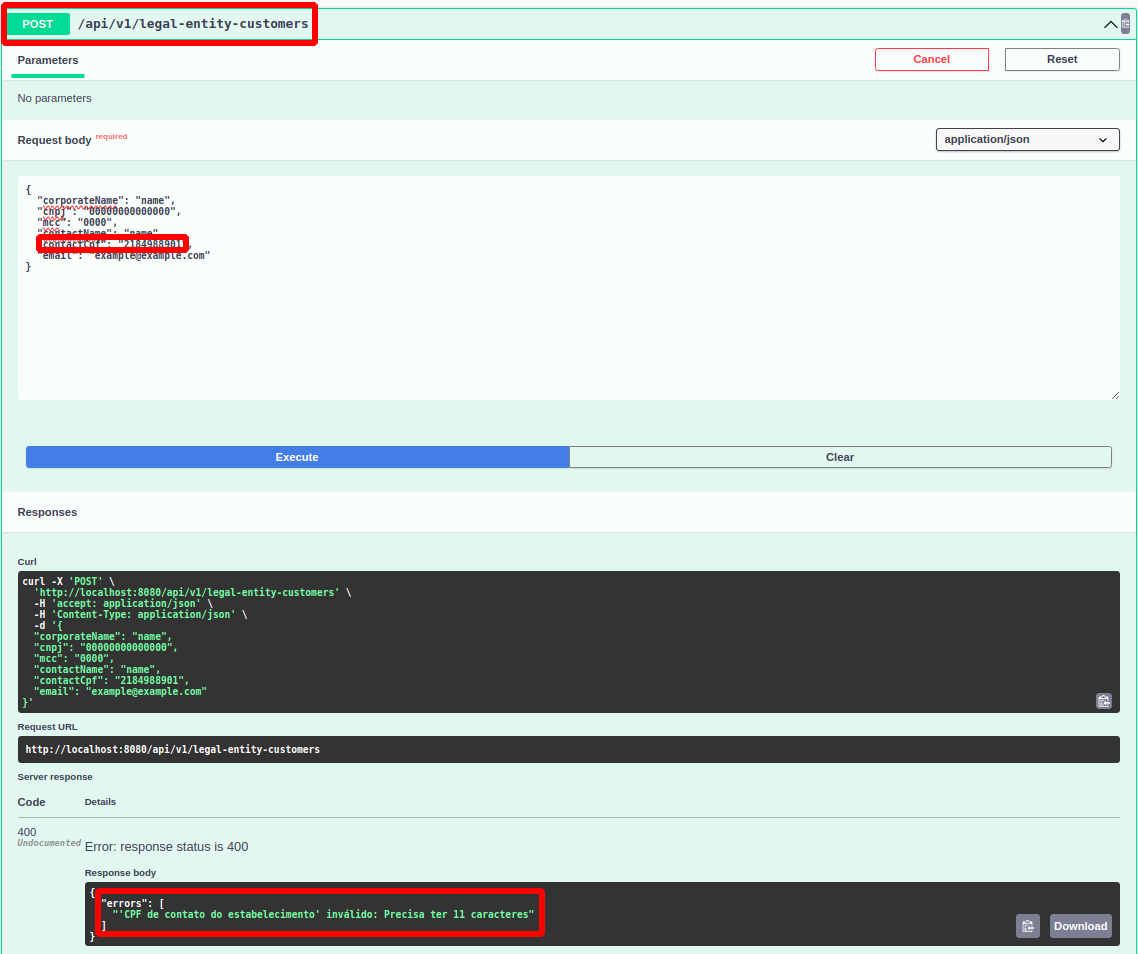 POST /api/v1/legal-entity-customers
Parameters
Cancel
Reset
No parameters
Request body required
application/json
{
"corporateName": "name",
"cnpj": "00000000000000",
"mcc": "0000",
"contactName": "name",
"contactCpf": "2184988901",
"email": "example@example.com"
}
Execute
Clear
Responses
Curl
curl -X 'POST' \
'http://localhost:8080/api/v1/legal-entity-customers' \
-H 'accept: application/json' \
-H 'Content-Type: application/json' \
-d '{
"corporateName": "name",
"cnpj": "00000000000000",
"mcc": "0000",
"contactName": "name",
"contactCpf": "2184988901",
"email": "example@example.com"
}'
Request URL
http://localhost:8080/api/v1/legal-entity-customers
Server response
Code Details
400
Undocumented
Error: response status is 400
Response body
{
"errors": [
"'CPF de contato do estabelecimento' inválido: Precisa ter 11 caracteres"
]
}
Download